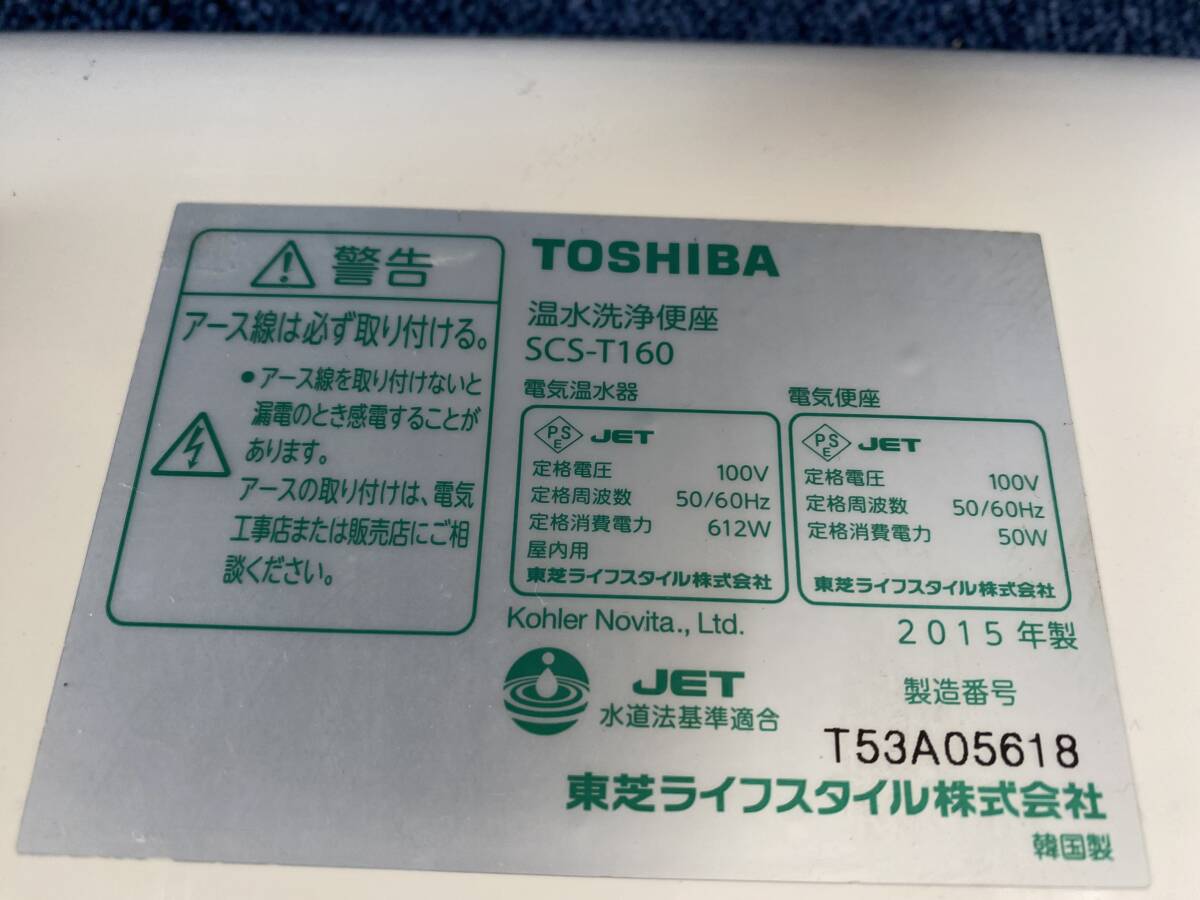 警告
アース線は必ず取り付ける。
●アース線を取り付けないと
漏電のとき感電することが
あります。
アースの取り付けは、電気
工事店または販売店にご相
談ください。
TOSHIBA
温水洗浄便座
SCS-T160
電気温水器
PSE JET
定格電圧 100V
定格周波数 50/60Hz
定格消費電力 612W
屋内用
東芝ライフスタイル株式会社
電気便座
PSE JET
定格電圧 100V
定格周波数 50/60Hz
定格消費電力 50W
東芝ライフスタイル株式会社
Kohler Novita., Ltd.
2015年製
JET
水道法基準適合
製造番号
T53A05618
東芝ライフスタイル株式会社
韓国製